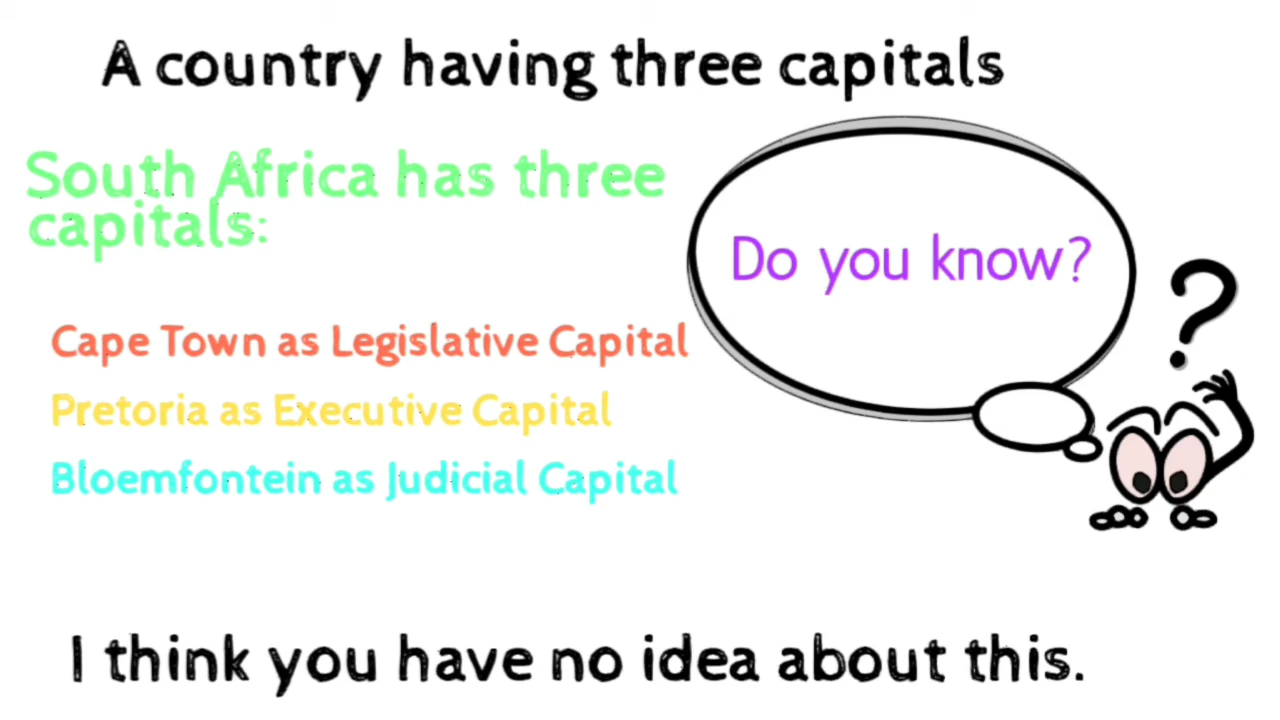 A country having three capitals
South Africa has three
capitals:
Do you know?
?
Cape Town as Legislative Capital
Pretoria as Executive Capital
Bloemfontein as Judicial Capital
I think you have no idea about this.